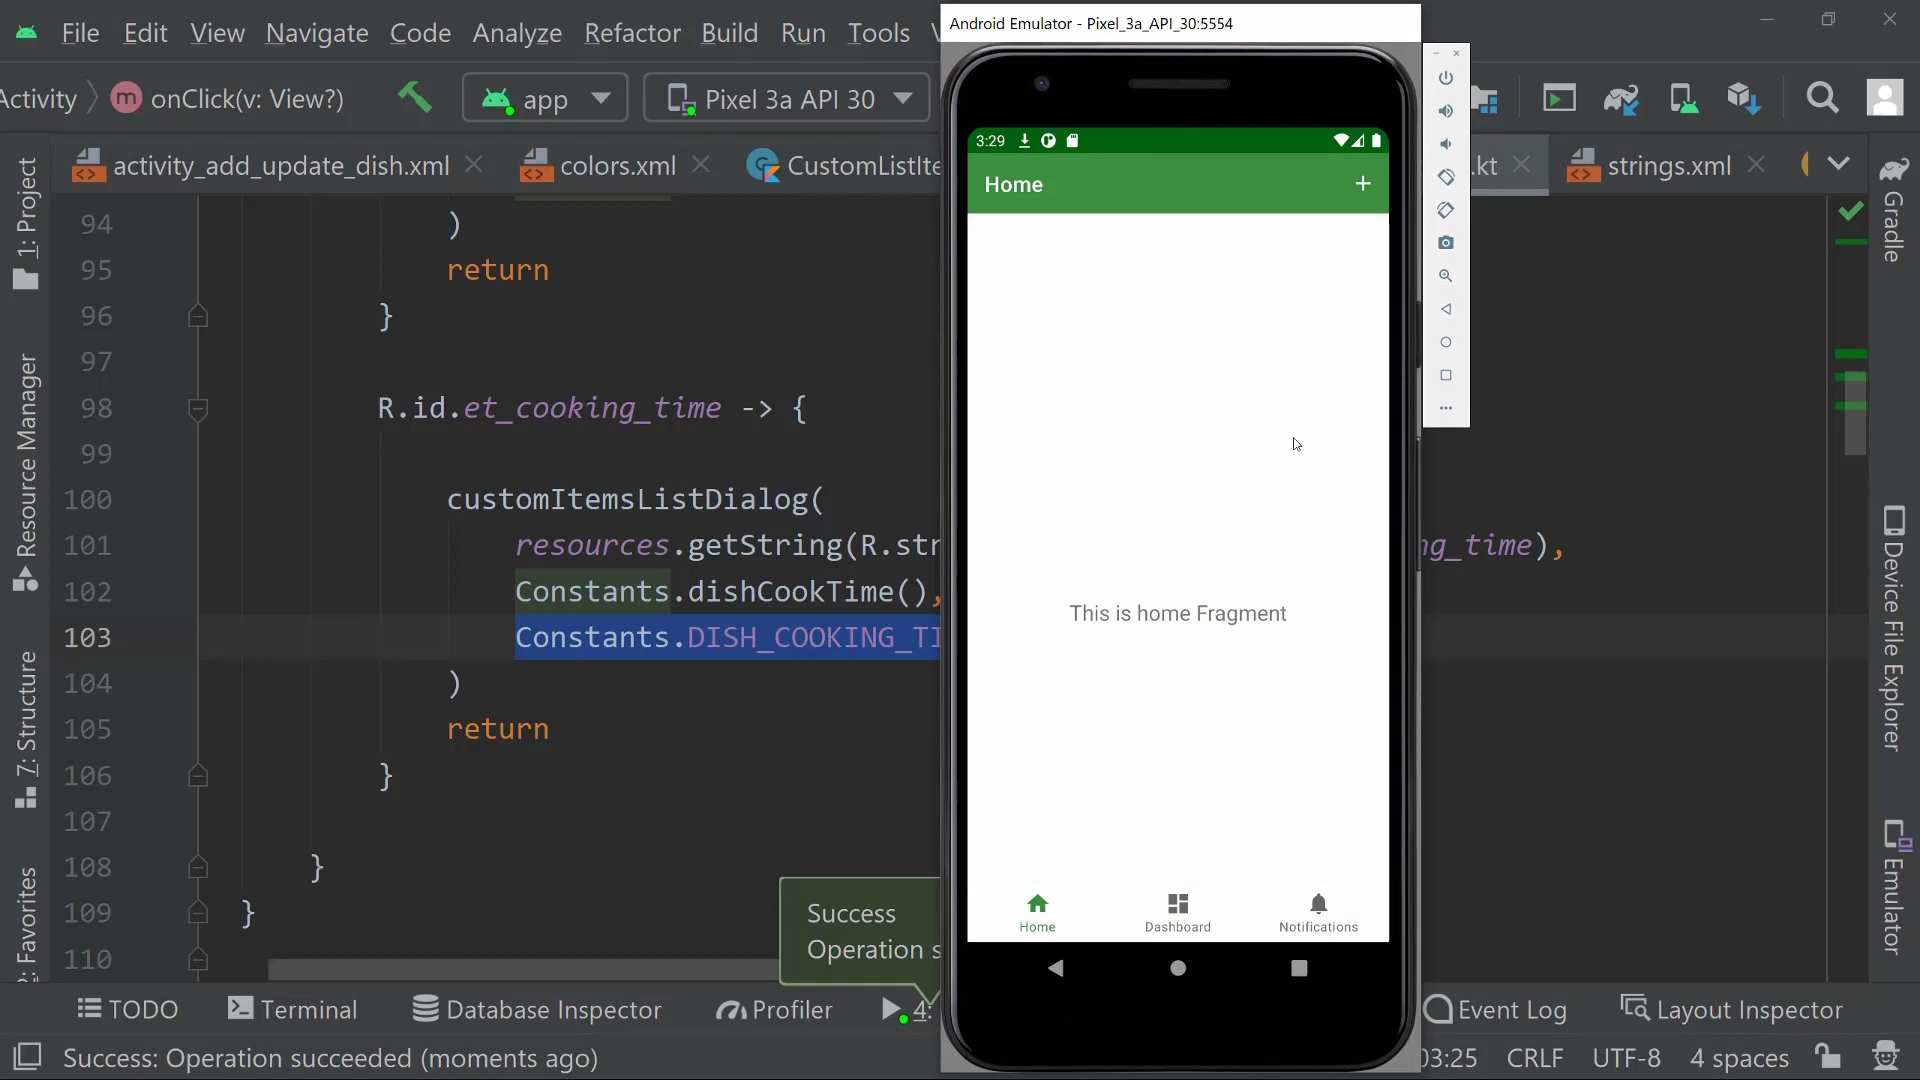 File Edit View Navigate Code Analyze Refactor Build Run Tools
Android Emulator - Pixel_3a_API_30:5554
Activity
onClick(v: View?)
app
Pixel 3a API 30
activity_add_update_dish.xml
colors.xml
CustomListIte
.kt
strings.xml
1: Project
Resource Manager
7: Structure
2: Favorites
94 )
95 return
96 }
97
98 R.id.et_cooking_time -> {
99
100 customItemsListDialog(
101 resources.getString(R.str
ng_time),
102 Constants.dishCookTime(),
103 Constants.DISH_COOKING_TI
104 )
105 return
106 }
107
108 }
109 }
110
3:29
Home +
This is home Fragment
Home
Dashboard
Notifications
Success
Operation s
Gradle
Device File Explorer
Emulator
TODO
Terminal
Database Inspector
Profiler
4:
Event Log
Layout Inspector
Success: Operation succeeded (moments ago)
03:25
CRLF
UTF-8
4 spaces